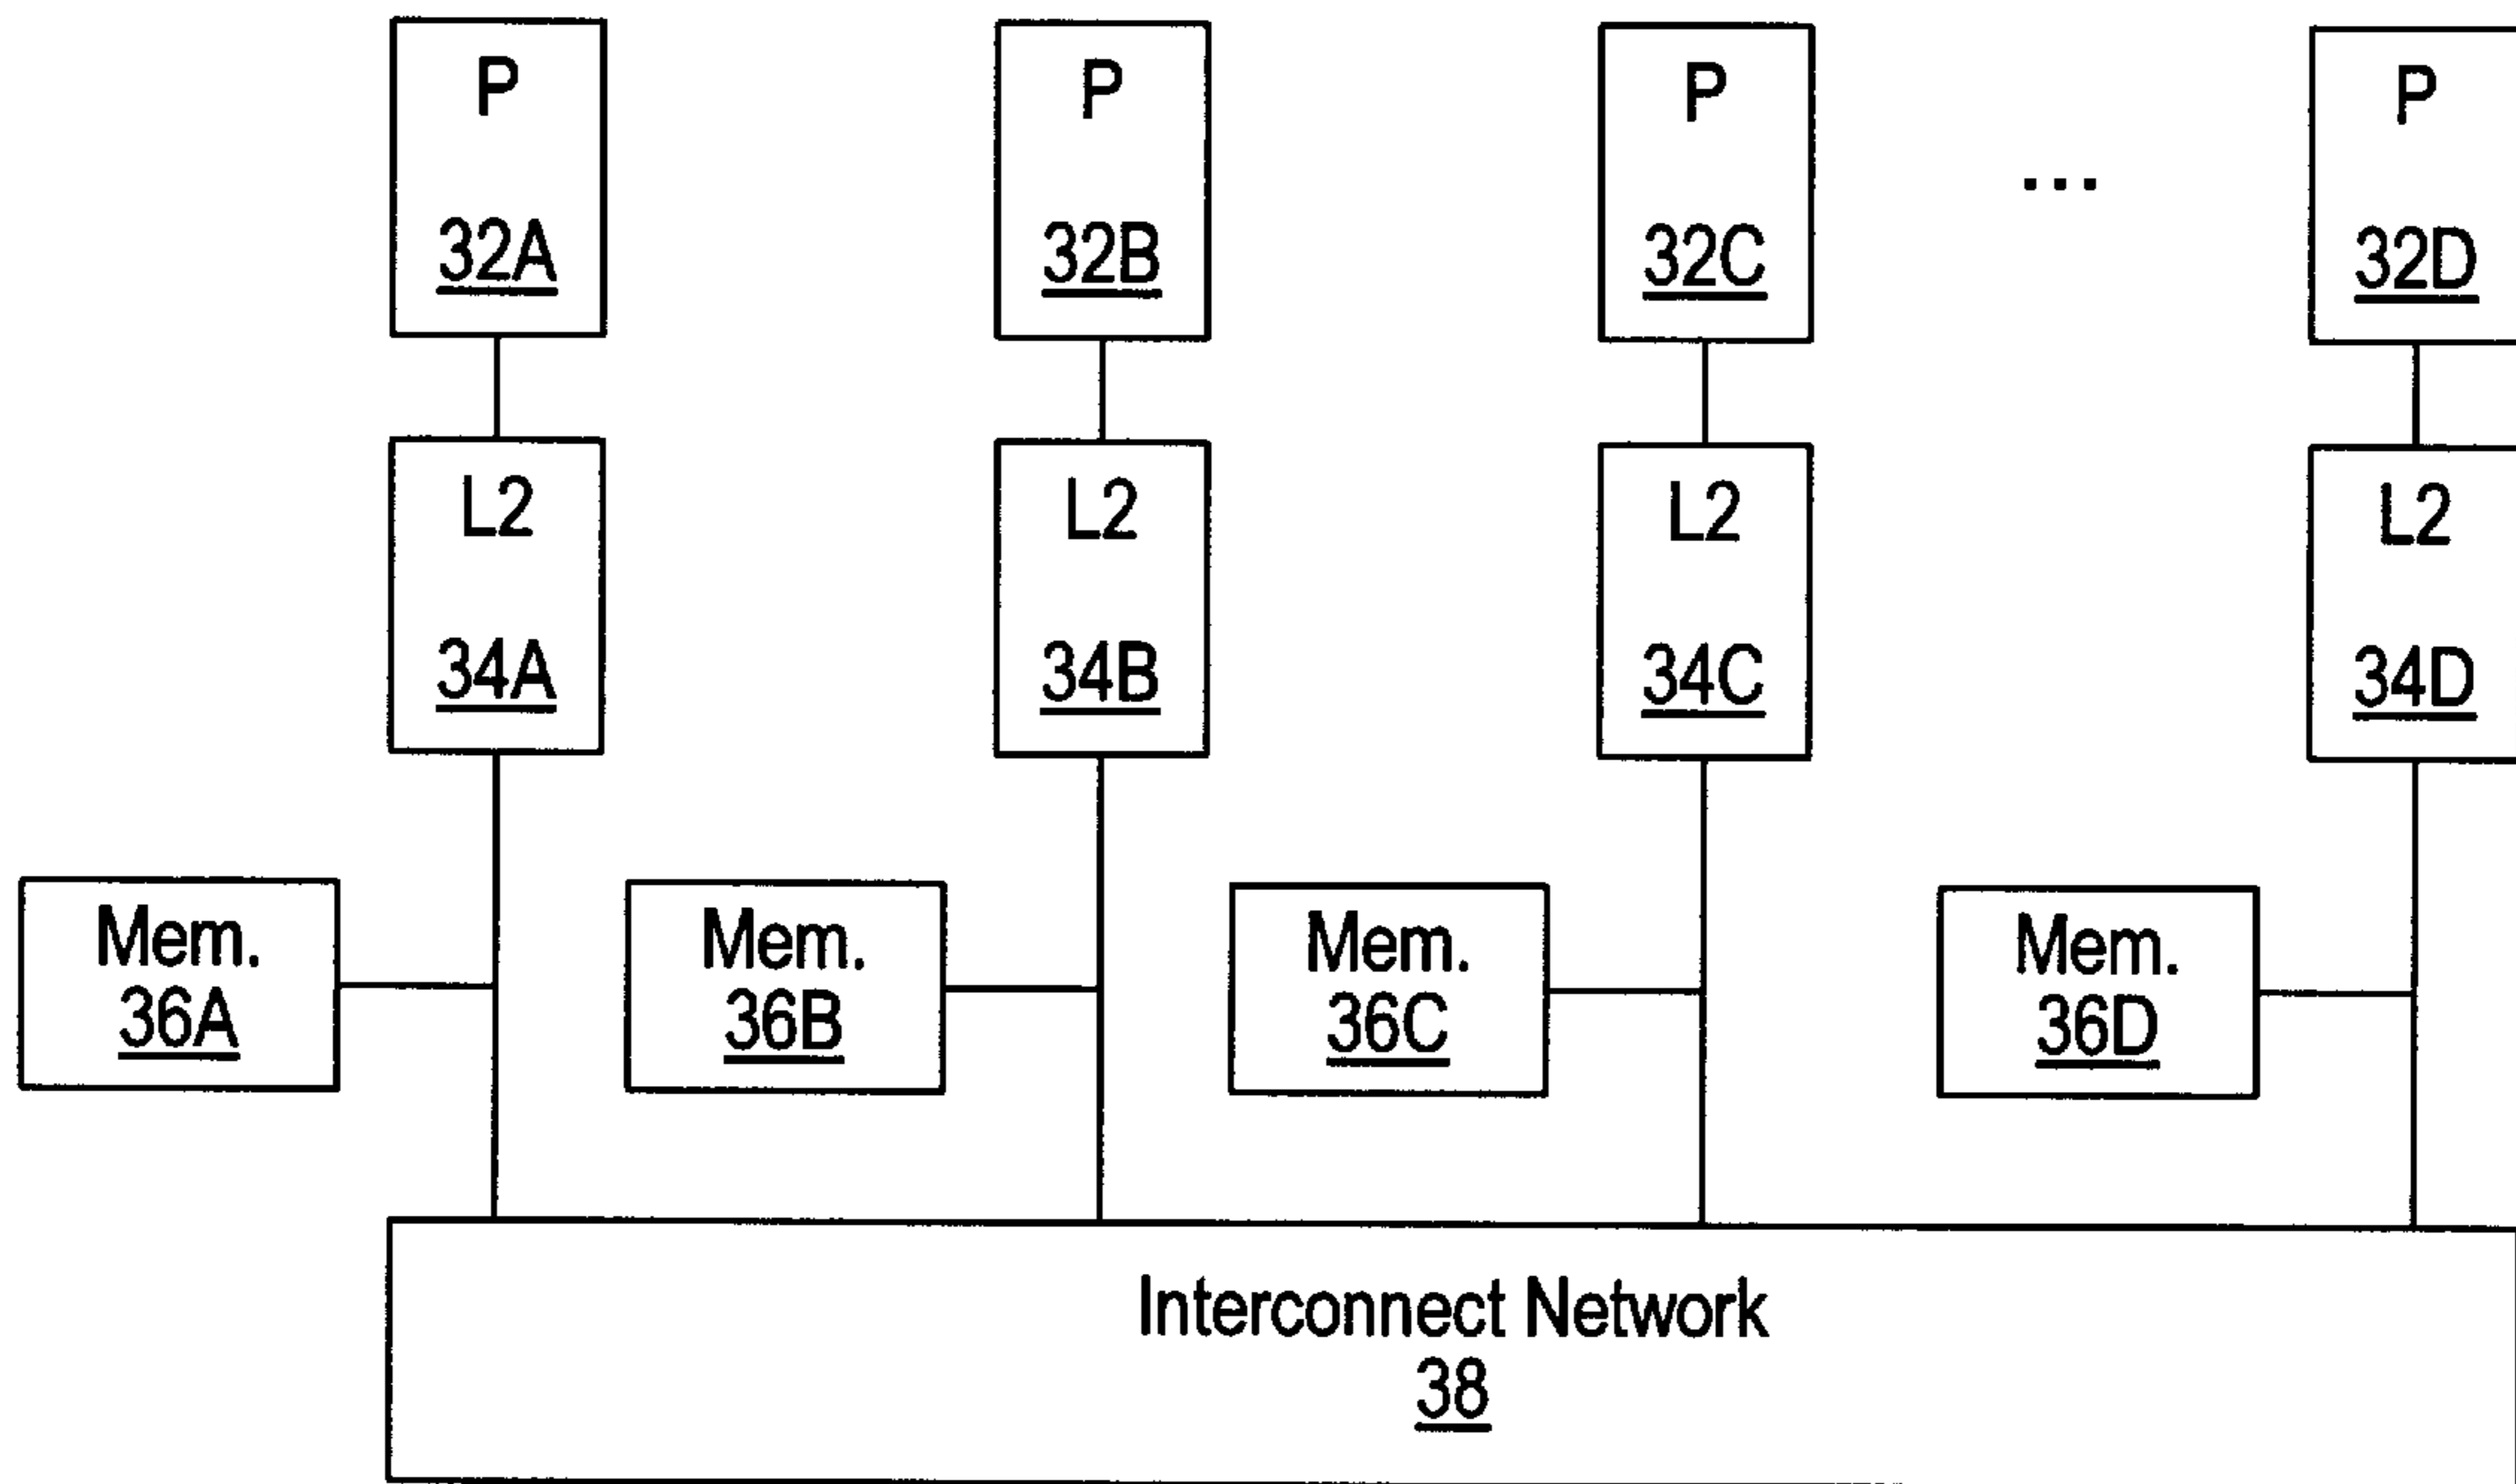 P
32A
P
32B
P
32C
...
P
32D
L2
34A
L2
34B
L2
34C
L2
34D
Mem.
36A
Mem.
36B
Mem.
36C
Mem.
36D
Interconnect Network
38